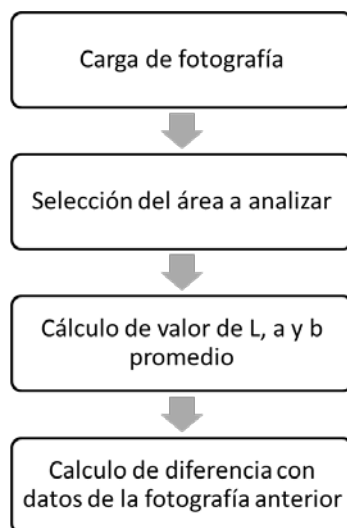 Carga de fotografía
Selección del área a analizar
Cálculo de valor de L, a y b
promedio
Calculo de diferencia con
datos de la fotografía anterior